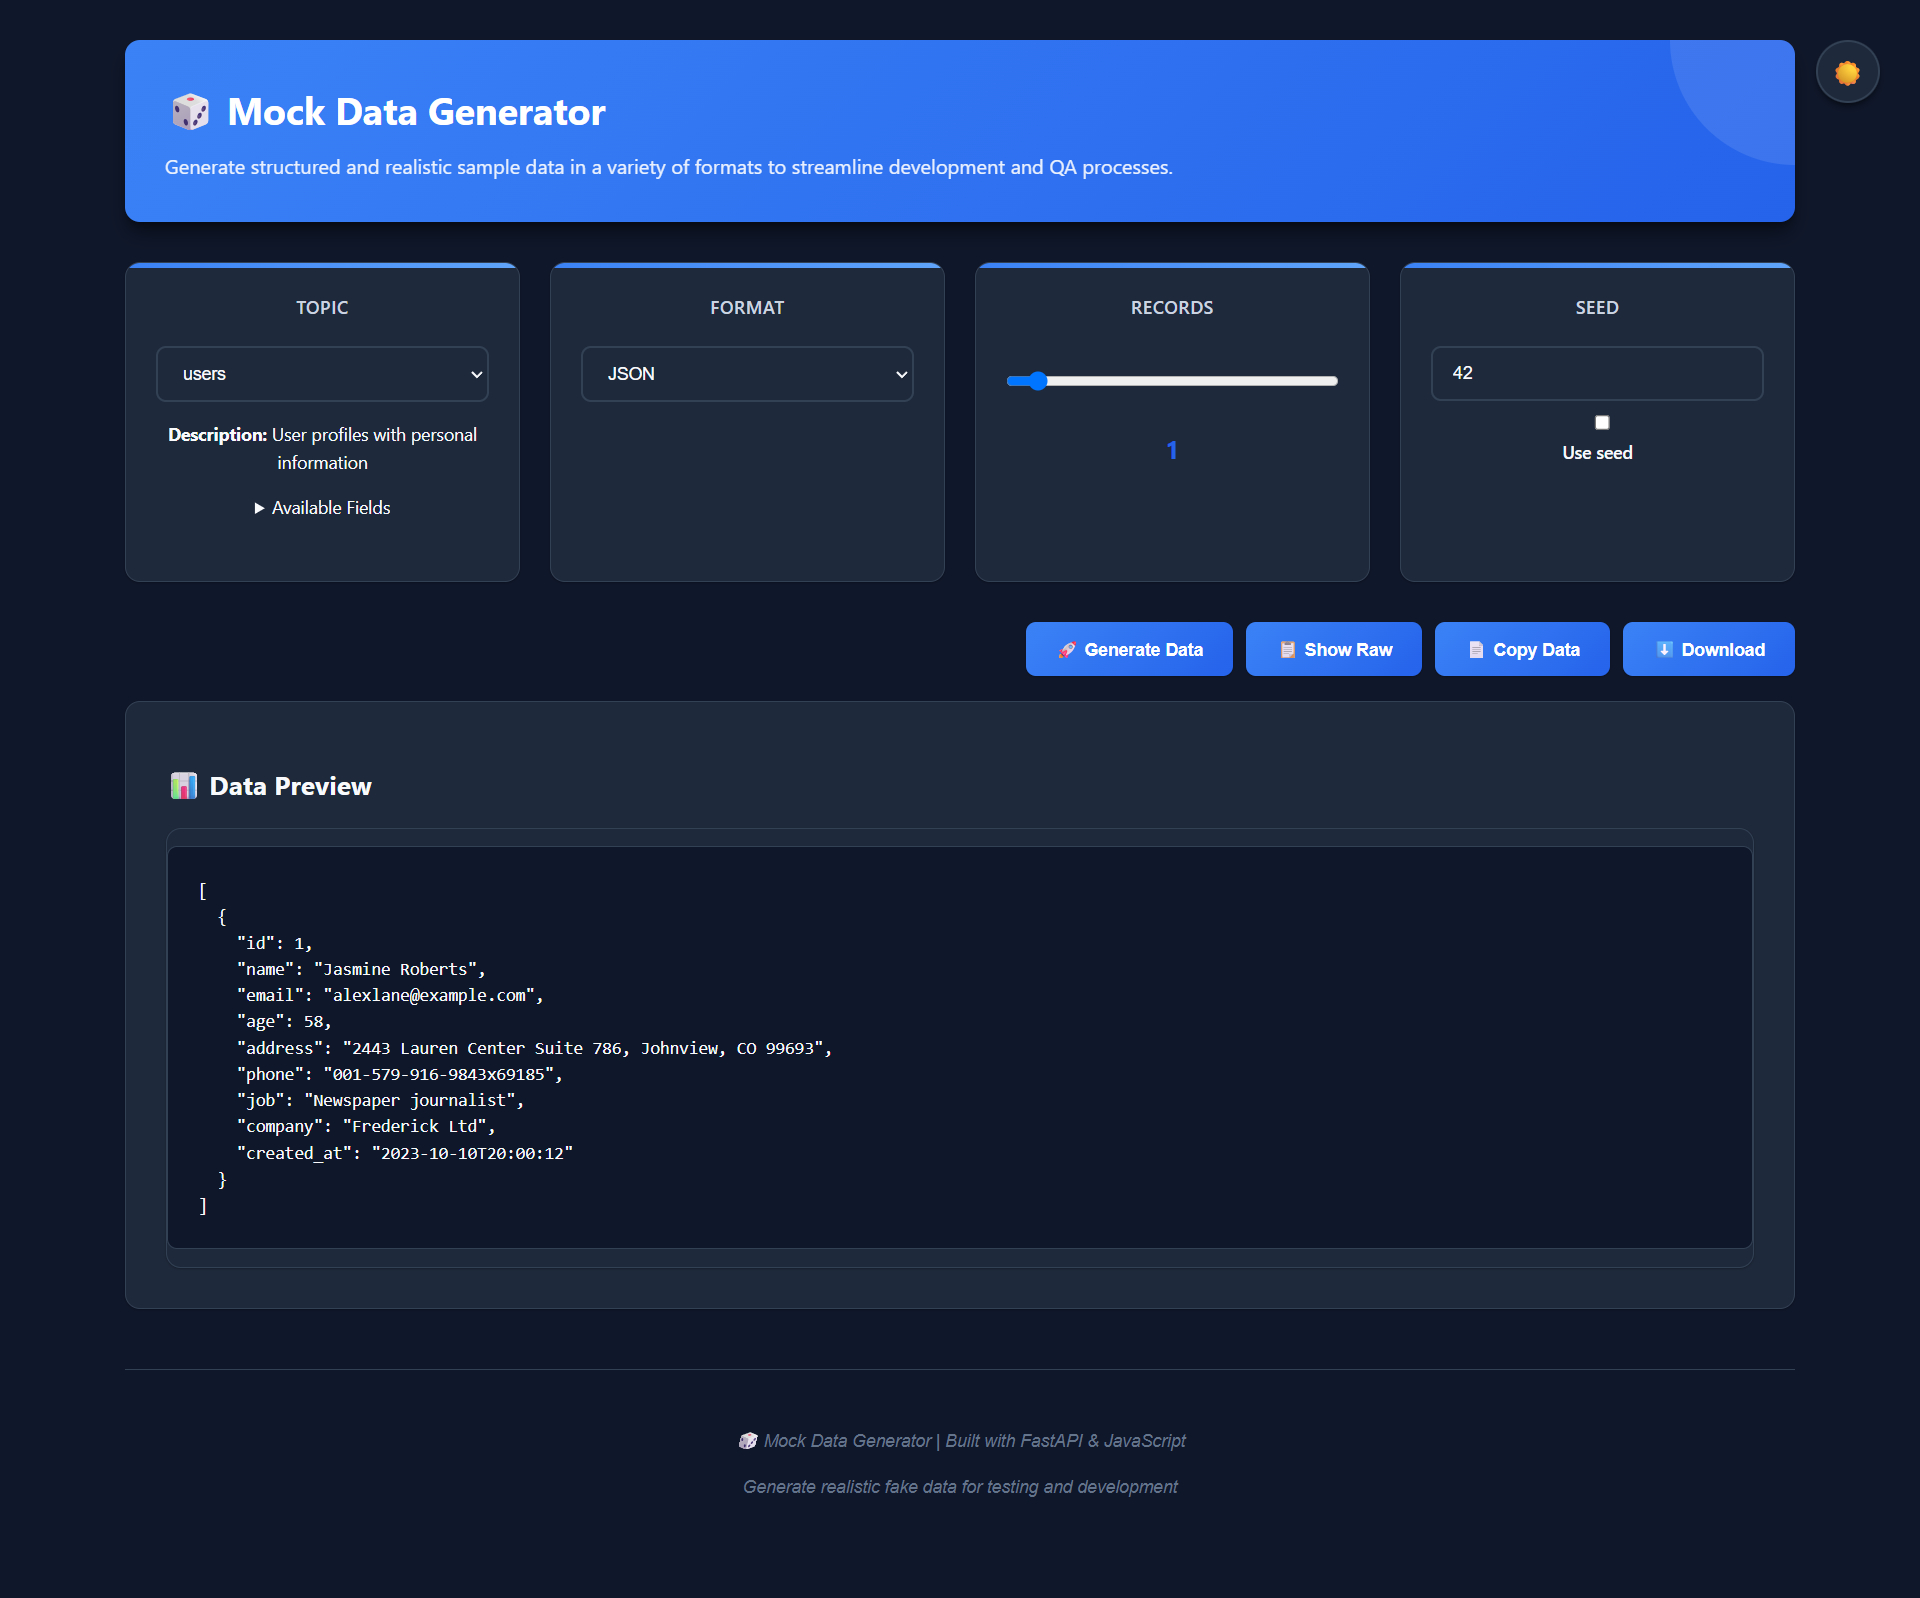 Mock Data Generator
Generate structured and realistic sample data in a variety of formats to streamline development and QA processes.
TOPIC
users
Description: User profiles with personal
information
Available Fields
FORMAT
JSON
RECORDS
1
SEED
42
Use seed
Generate Data
Show Raw
Copy Data
Download
Data Preview
[
  {
    "id": 1,
    "name": "Jasmine Roberts",
    "email": "alexlane@example.com",
    "age": 58,
    "address": "2443 Lauren Center Suite 786, Johnview, CO 99693",
    "phone": "001-579-916-9843x69185",
    "job": "Newspaper journalist",
    "company": "Frederick Ltd",
    "created_at": "2023-10-10T20:00:12"
  }
]
Mock Data Generator | Built with FastAPI & JavaScript
Generate realistic fake data for testing and development